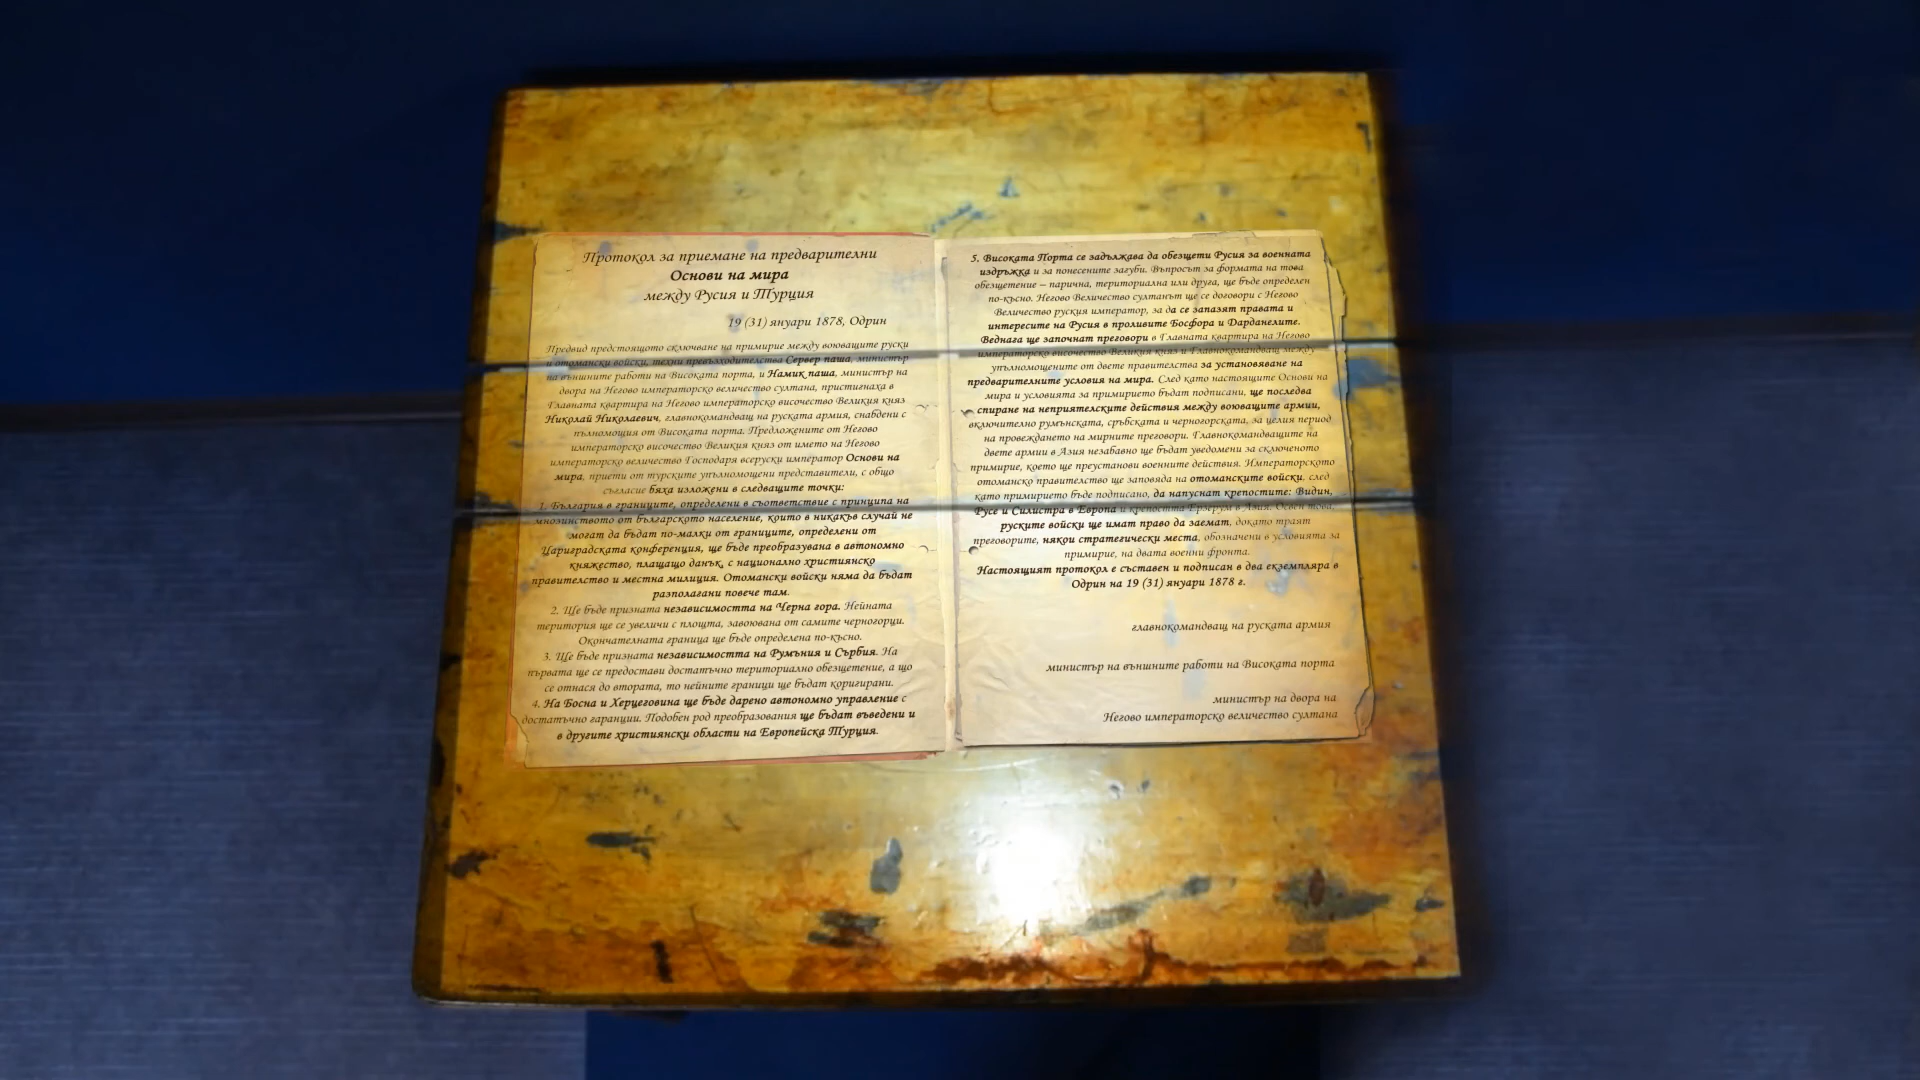 Протокол за приемане на предварителни
Основи на мира
между Русия и Турция
19 (31) януари 1878, Одрин
Предвид предстоящото сключване на примирие между воюващите руски
и отомански войски, техни превъзходителства Сервер паша, министър
на външните работи на Високата порта, и Намик паша, министър на
двора на Негово императорско величество султана, пристигнаха в
Главната квартира на Негово императорско височество Великия княз
Николай Николаевич, главнокомандващ на руската армия, снабдени с
пълномощия от Високата порта. Предложените от Негово
императорско височество Великия княз от името на Негово
императорско величество Господаря всеруски император Основи на
мира, приети от турските упълномощени представители, с общо
съгласие бяха изложени в следващите точки:
1. България в границите, определени в съответствие с принципа на
мнозинството от българското население, които в никакъв случай не
могат да бъдат по-малки от границите, определени от
Цариградската конференция, ще бъде преобразувана в автономно
княжество, плащащо данък, с национално християнско
правителство и местна милиция. Отомански войски няма да бъдат
разполагани повече там.
2. Ще бъде призната независимостта на Черна гора. Нейната
територия ще се увеличи с площта, завоювана от самите черногорци.
Окончателната граница ще бъде определена по-късно.
3. Ще бъде призната независимостта на Румъния и Сърбия. На
първата ще се предостави достатъчно териториално обезщетение, а що
се отнася до втората, то нейните граници ще бъдат коригирани.
4. На Босна и Херцеговина ще бъде дарено автономно управление с
достатъчно гаранции. Подобен род преобразования ще бъдат въведени и
в другите християнски области на Европейска Турция.
5. Високата Порта се задължава да обезщети Русия за военната
издръжка и за понесените загуби. Въпросът за формата на това
обезщетение – парична, териториална или друга, ще бъде определен
по-късно. Негово Величество султанът ще се договори с Негово
Величество руския император, за да се запазят правата и
интересите на Русия в проливите Босфора и Дарданелите.
Веднага ще започнат преговори в Главната квартира на Негово
императорско височество Великия княз и Главнокомандващ между
упълномощените от двете правителства за установяване на
предварителните условия на мира. След като настоящите Основи на
мира и условията за примирието бъдат подписани, ще последва
спиране на неприятелските действия между воюващите армии,
включително румънската, сръбската и черногорската, за целия период
на провеждането на мирните преговори. Главнокомандващите на
двете армии в Азия незабавно ще бъдат уведомени за сключеното
примирие, което ще преустанови военните действия. Императорското
отоманско правителство ще заповяда на отоманските войски, след
като примирието бъде подписано, да напуснат крепостите: Видин,
Русе и Силистра в Европа и крепостта Ерзерум в Азия. Освен това,
руските войски ще имат право да заемат, докато траят
преговорите, някои стратегически места, обозначени в условията за
примирие, на двата военни фронта.
Настоящият протокол е съставен и подписан в два екземпляра в
Одрин на 19 (31) януари 1878 г.
главнокомандващ на руската армия
министър на външните работи на Високата порта
министър на двора на
Негово императорско величество султана